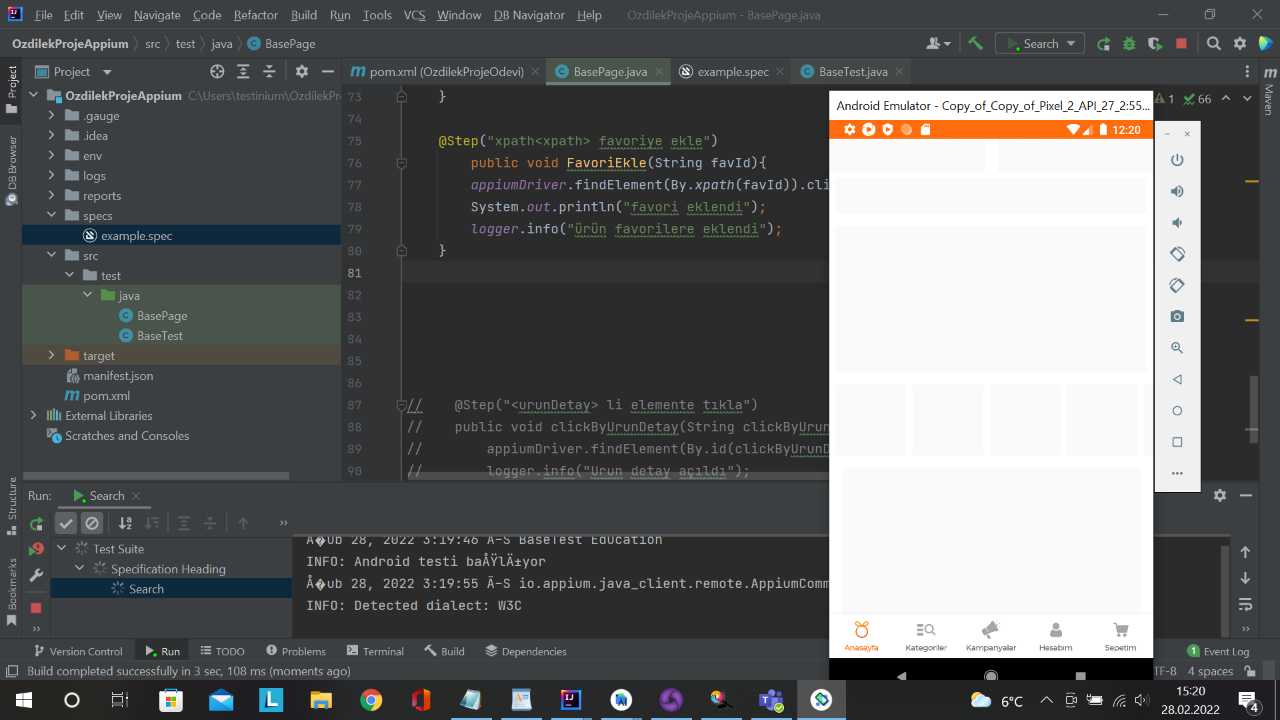 File Edit View Navigate Code Refactor Build Run Tools VCS Window DB Navigator Help OzdilekProjeAppium - BasePage.java
OzdilekProjeAppium src test java BasePage Search
Project pom.xml (OzdilekProjeOdevi) BasePage.java example.spec BaseTest.java
Project
DB Browser
Structure
Bookmarks
Maven
OzdilekProjeAppium C:\Users\testinium\OzdilekPr
.gauge
.idea
env
logs
reports
specs
example.spec
src
test
java
BasePage
BaseTest
target
manifest.json
pom.xml
External Libraries
Scratches and Consoles
1 66
73 }
74
75 @Step("xpath<xpath> favoriye ekle")
76 public void FavoriEkle(String favId){
77 appiumDriver.findElement(By.xpath(favId)).cli
78 System.out.println("favori eklendi");
79 logger.info("ürün favorilere eklendi");
80 }
81
82
83
84
85
86
87 // @Step("<urunDetay> li elemente tıkla")
88 // public void clickByUrunDetay(String clickByUrun
89 // appiumDriver.findElement(By.id(clickByUrunD
90 // logger.info("Urun detay açıldı");
Android Emulator - Copy_of_Copy_of_Pixel_2_API_27_2:55...
12:20
Anasayfa Kategoriler Kampanyalar Hesabım Sepetim
Run: Search
Test Suite
Specification Heading
Search
Å�ub 28, 2022 3:19:46 Ã-S BaseTest Education
INFO: Android testi baÅŸlÄ±yor
Å�ub 28, 2022 3:19:55 Ã-S io.appium.java_client.remote.AppiumComm
INFO: Detected dialect: W3C
Version Control Run TODO Problems Terminal Build Dependencies 1 Event Log
Build completed successfully in 3 sec, 108 ms (moments ago) TF-8 4 spaces
6°C 15:20
28.02.2022 4